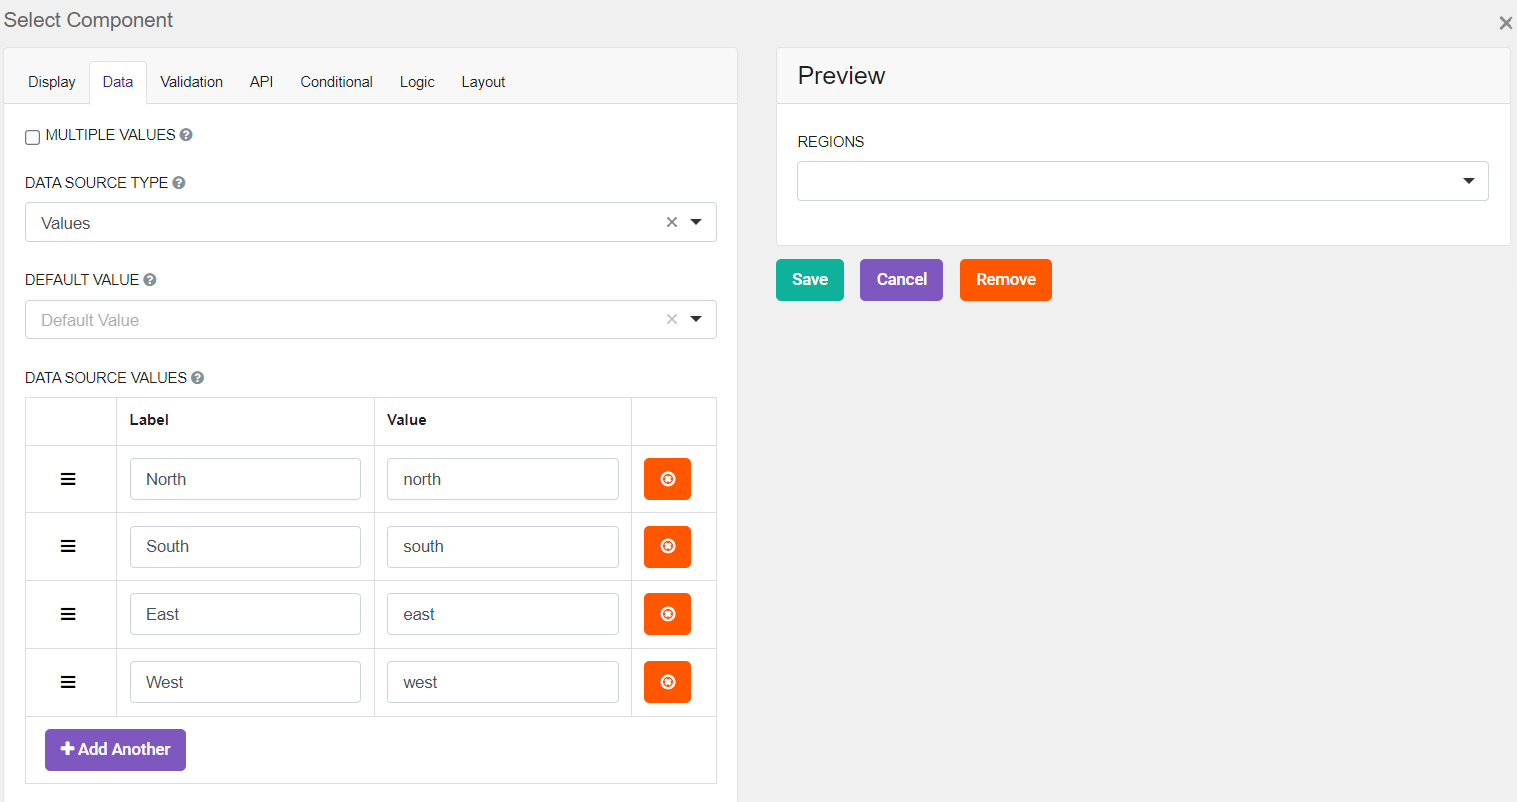 Select Component
Display Data Validation API Conditional Logic Layout
MULTIPLE VALUES
DATA SOURCE TYPE
Values
DEFAULT VALUE
Default Value
DATA SOURCE VALUES
Label Value
North north
South south
East east
West west
Add Another
Preview
REGIONS
Save Cancel Remove